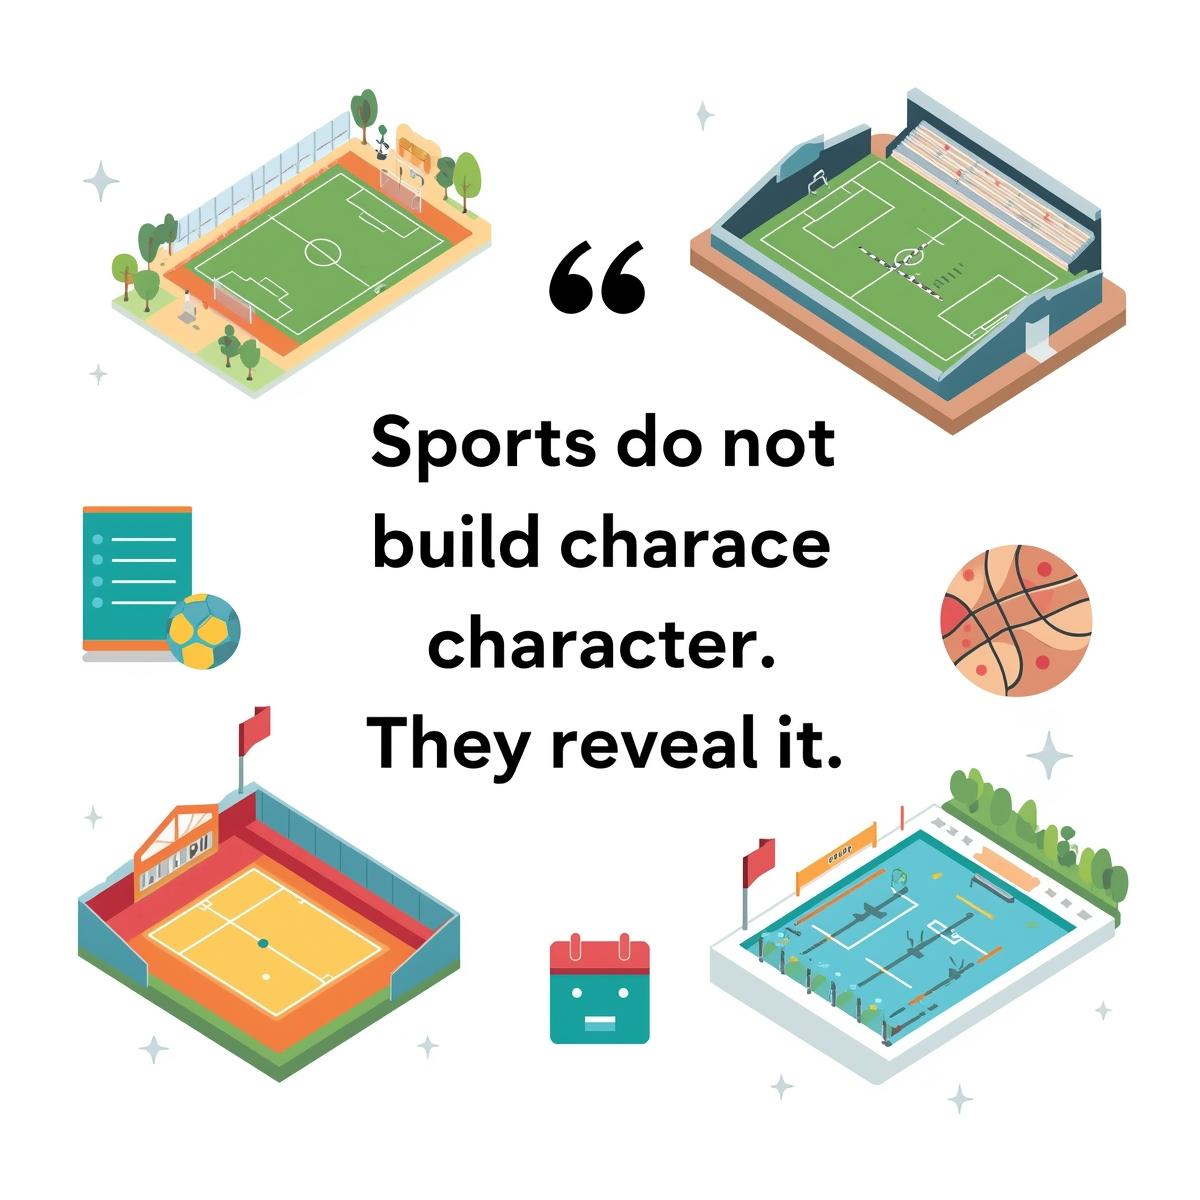 “
Sports do not
build charace
character.
They reveal it.